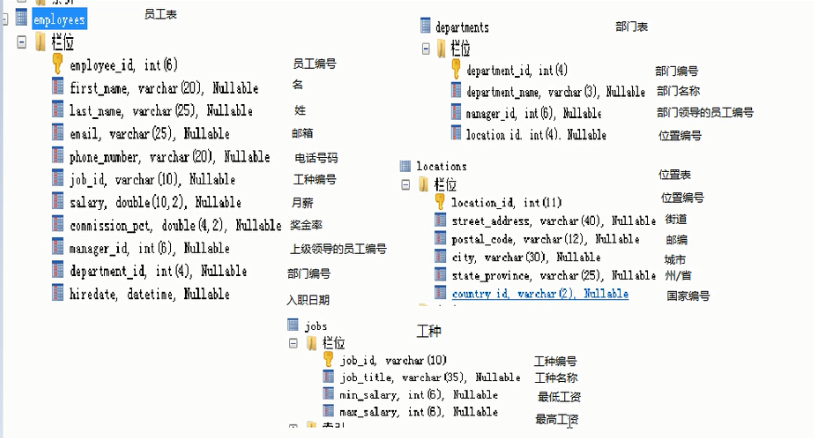 employees 员工表
栏位
employee_id, int(6) 员工编号
first_name, varchar(20), Nullable 名
last_name, varchar(25), Nullable 姓
email, varchar(25), Nullable 邮箱
phone_number, varchar(20), Nullable 电话号码
job_id, varchar(10), Nullable 工种编号
salary, double(10,2), Nullable 月薪
commission_pct, double(4,2), Nullable 奖金率
manager_id, int(6), Nullable 上级领导的员工编号
department_id, int(4), Nullable 部门编号
hiredate, datetime, Nullable 入职日期
departments 部门表
栏位
department_id, int(4) 部门编号
department_name, varchar(3), Nullable 部门名称
manager_id, int(6), Nullable 部门领导的员工编号
location id. int(4). Nullable 位置编号
locations 位置表
栏位
location_id, int(11) 位置编号
street_address, varchar(40), Nullable 街道
postal_code, varchar(12), Nullable 邮编
city, varchar(30), Nullable 城市
state_province, varchar(25), Nullable 州/省
country id, varchar(2), Nullable 国家编号
jobs 工种
栏位
job_id, varchar(10) 工种编号
job_title, varchar(35), Nullable 工种名称
min_salary, int(6), Nullable 最低工资
max_salary, int(6), Nullable 最高工资